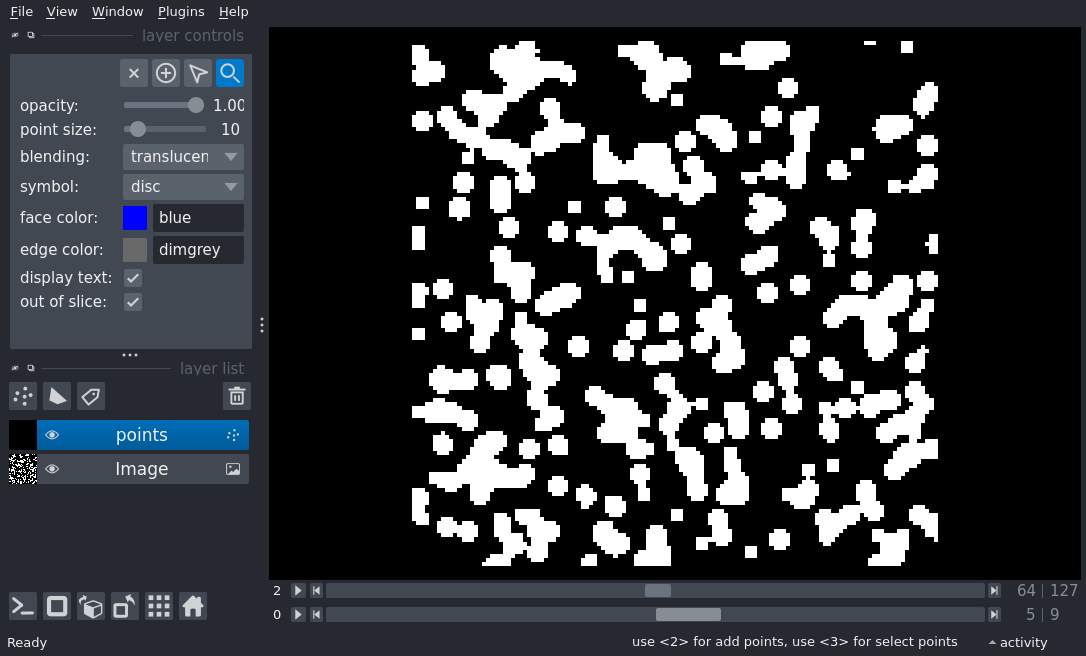 File View Window Plugins Help
layer controls
opacity: 1.00
point size: 10
blending: translucen
symbol: disc
face color: blue
edge color: dimgrey
display text:
out of slice:
layer list
points
Image
2 64 127
0 5 9
Ready use <2> for add points, use <3> for select points activity